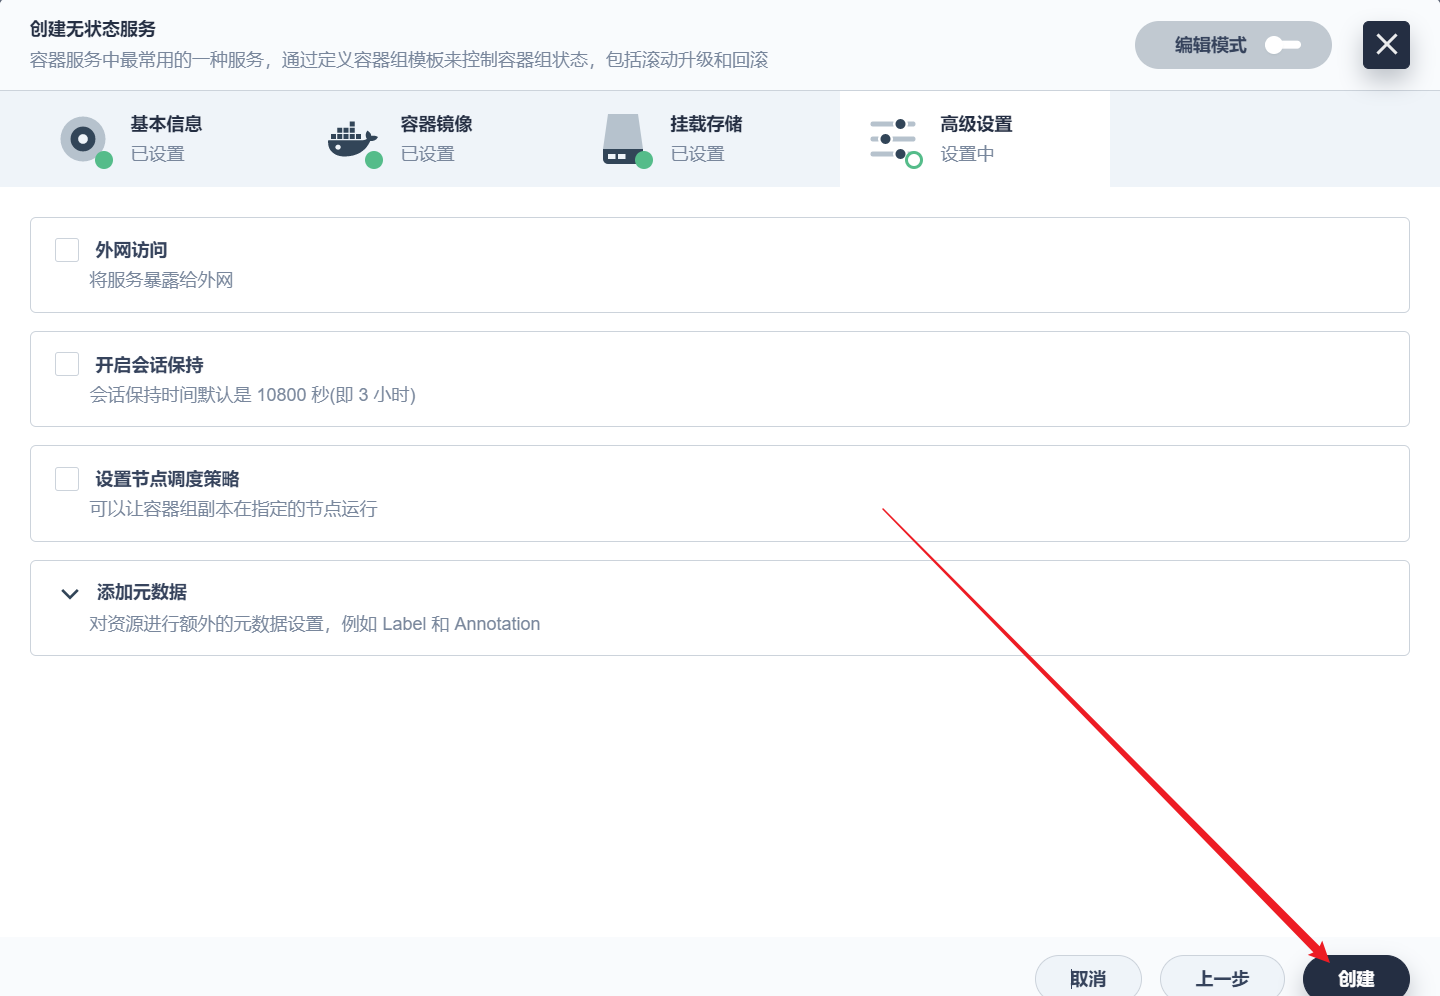 创建无状态服务
容器服务中最常用的一种服务，通过定义容器组模板来控制容器组状态，包括滚动升级和回滚
编辑模式
基本信息
已设置
容器镜像
已设置
挂载存储
已设置
高级设置
设置中
外网访问
将服务暴露给外网
开启会话保持
会话保持时间默认是 10800 秒(即 3 小时)
设置节点调度策略
可以让容器组副本在指定的节点运行
添加元数据
对资源进行额外的元数据设置，例如 Label 和 Annotation
取消
上一步
创建